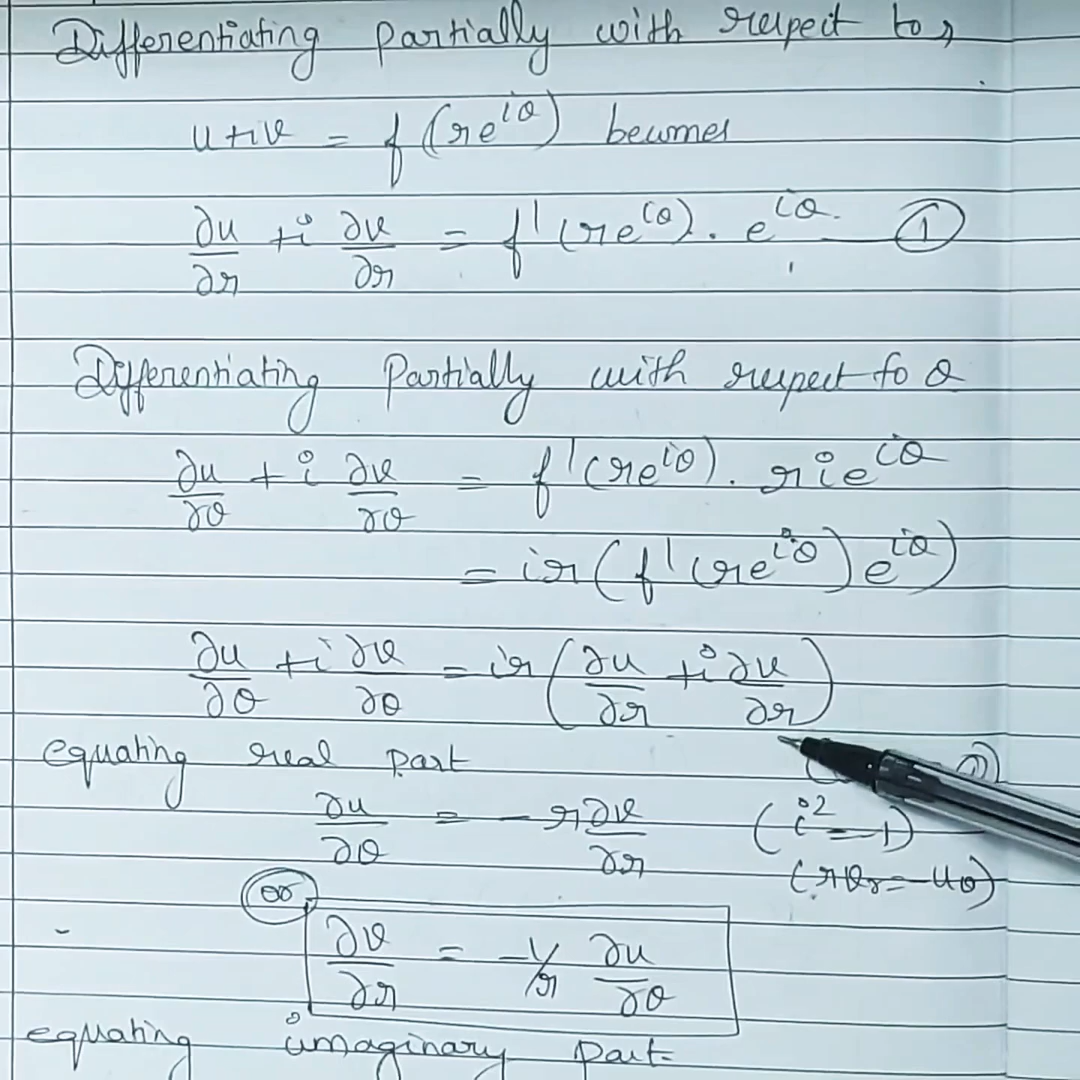 Differentiating partially with respect to r
u+iv = f(re^{iθ}) becomes
∂u/∂r + i ∂v/∂r = f'(re^{iθ}). e^{iθ}. — ①
Differentiating Partially with respect to θ
∂u/∂θ + i ∂v/∂θ = f'(re^{iθ}). rie^{iθ}
= ir(f'(re^{iθ})e^{iθ})
∂u/∂θ + i ∂v/∂θ = ir(∂u/∂r + i ∂v/∂r)
equating real part
∂u/∂θ = -r ∂v/∂r (i² = -1)
(rv_r = -u_θ)
or
∂v/∂r = -1/r ∂u/∂θ
equating imaginary part-